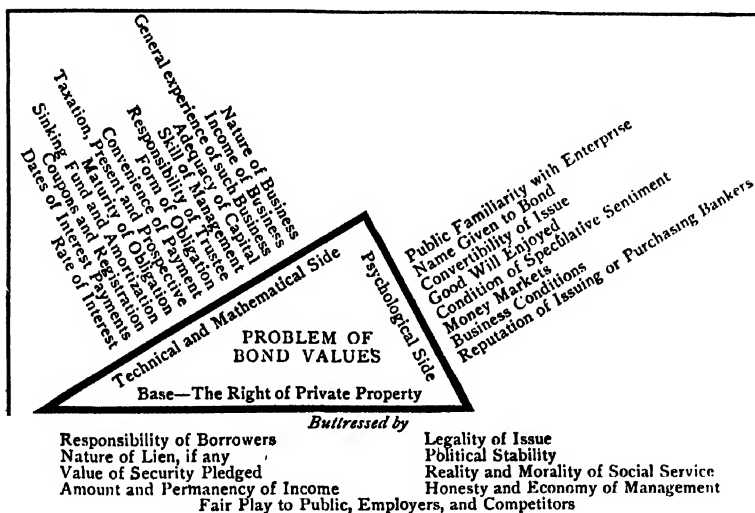 Nature of Business
Income of Business
General experience of such Business
Adequacy of Capital
Skill of Management
Responsibility of Trustee
Form of Obligation
Convenience of Payment
Taxation, Present and Prospective
Maturity of Obligation
Sinking Fund and Amortization
Coupons and Registration
Dates of Interest Payments
Rate of Interest
Public Familiarity with Enterprise
Name Given to Bond
Convertibility of Issue
Good Will Enjoyed
Condition of Speculative Sentiment
Money Markets
Business Conditions
Reputation of Issuing or Purchasing Bankers
Technical and Mathematical Side
Psychological Side
PROBLEM OF
BOND VALUES
Base—The Right of Private Property
Buttressed by
Responsibility of Borrowers
Nature of Lien, if any
Value of Security Pledged
Amount and Permanency of Income
Legality of Issue
Political Stability
Reality and Morality of Social Service
Honesty and Economy of Management
Fair Play to Public, Employers, and Competitors